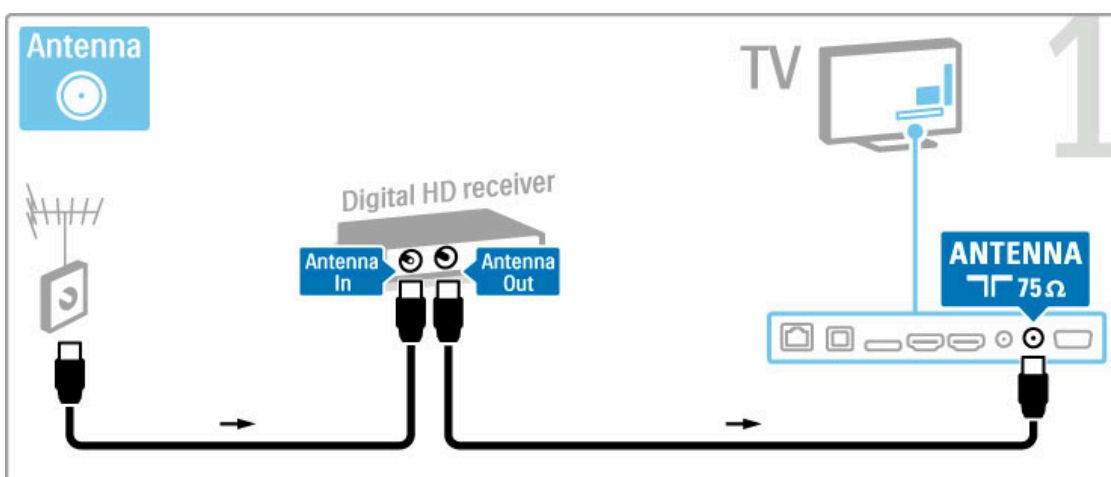 Antenna
TV
1
Digital HD receiver
Antenna
In
Antenna
Out
ANTENNA
75 Ω